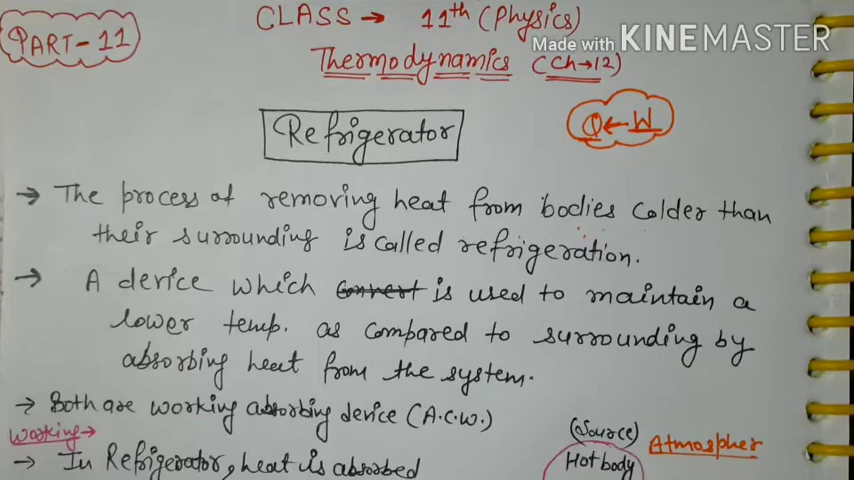 PART-11
CLASS → 11th (Physics)
Made with KINEMASTER
Thermodynamics (Ch→12)
Refrigerator
Q ← W
→ The process of removing heat from bodies colder than
their surrounding is called refrigeration.
→ A device which convert is used to maintain a
lower temp. as compared to surrounding by
absorbing heat from the system.
→ Both are working absorbing device (A.C.W.)
Working→
(Source)
Atmospher
→ In Refrigerator, heat is absorbed
Hot body